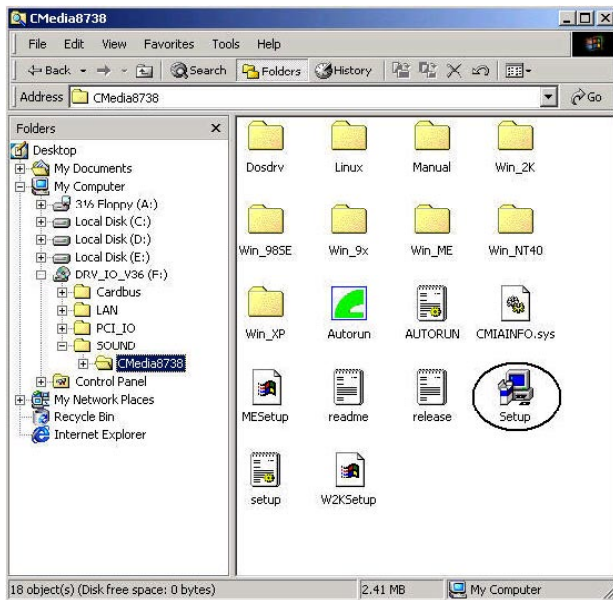 CMedia8738
File Edit View Favorites Tools Help
Back Search Folders History Go
Address CMedia8738
Folders
Desktop
My Documents
My Computer
3½ Floppy (A:)
Local Disk (C:)
Local Disk (D:)
Local Disk (E:)
DRV_IO_V36 (F:)
Cardbus
LAN
PCI_IO
SOUND
CMedia8738
Control Panel
My Network Places
Recycle Bin
Internet Explorer
Dosdrv Linux Manual Win_2K
Win_98SE Win_9x Win_ME Win_NT40
Win_XP Autorun AUTORUN CMIAINFO.sys
MESetup readme release Setup
setup W2KSetup
18 object(s) (Disk free space: 0 bytes) 2.41 MB My Computer